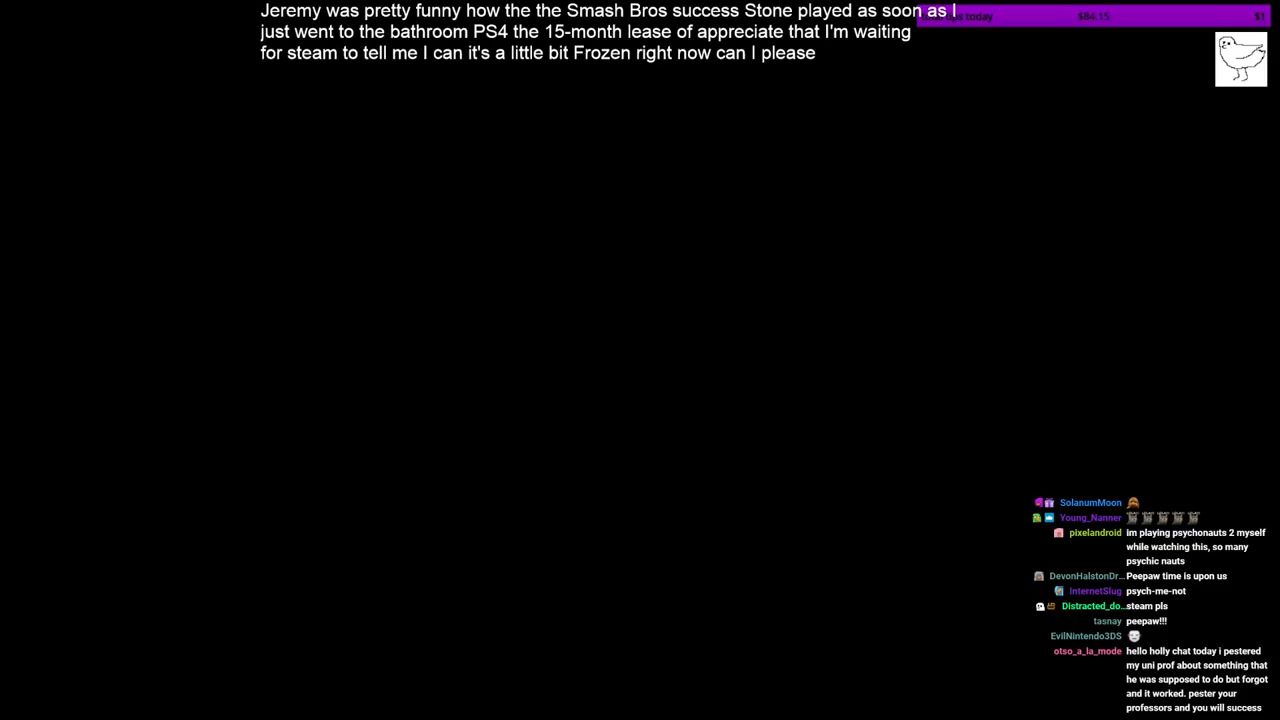 Jeremy was pretty funny how the the Smash Bros success Stone played as soon as I
just went to the bathroom PS4 the 15-month lease of appreciate that I'm waiting
for steam to tell me I can it's a little bit Frozen right now can I please
tips today $84.15 $1
SolanumMoon
Young_Nanner
pixelandroid Im playing psychonauts 2 myself
while watching this, so many
psychic nauts
DevonHalstonDr... Peepaw time is upon us
InternetSlug psych-me-not
Distracted_do... steam pls
tasnay peepaw!!!
EvilNintendo3DS
otso_a_la_mode hello holly chat today i pestered
my uni prof about something that
he was supposed to do but forgot
and it worked. pester your
professors and you will success